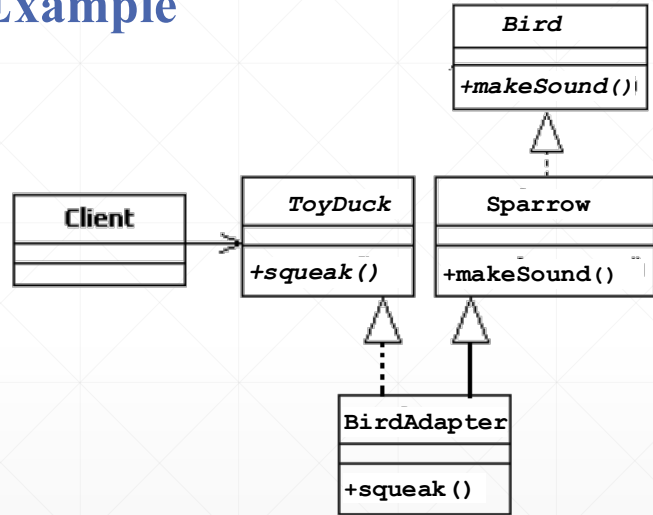 Example
Bird
+makeSound()
Client
ToyDuck
+squeak()
Sparrow
+makeSound()
BirdAdapter
+squeak()